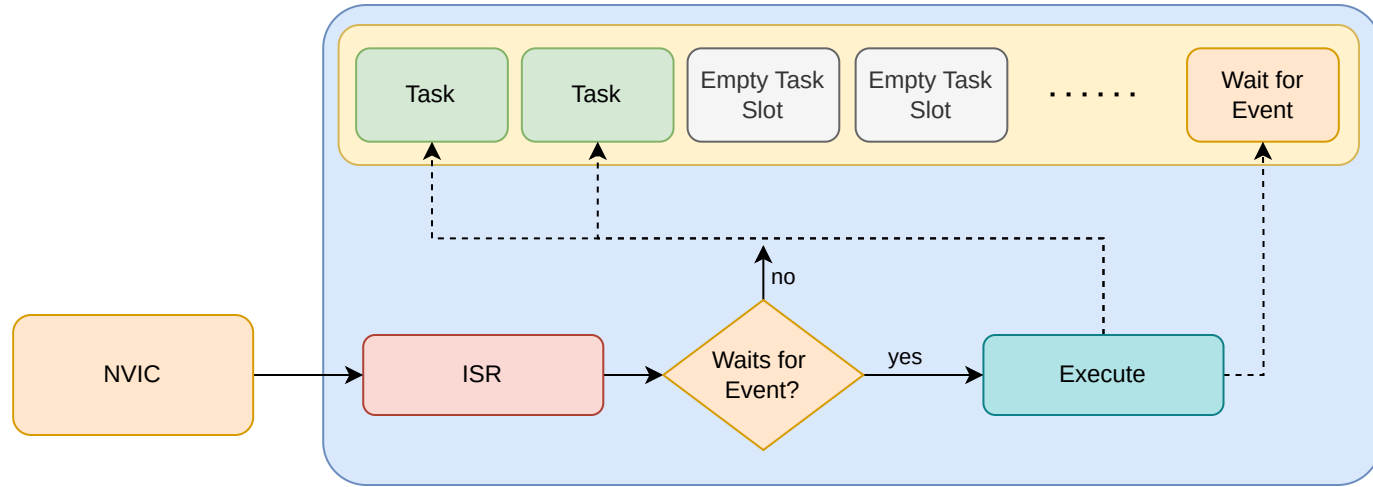 Task
Task
Empty Task
Slot
Empty Task
Slot
......
Wait for
Event
no
NVIC
ISR
Waits for
Event?
yes
Execute